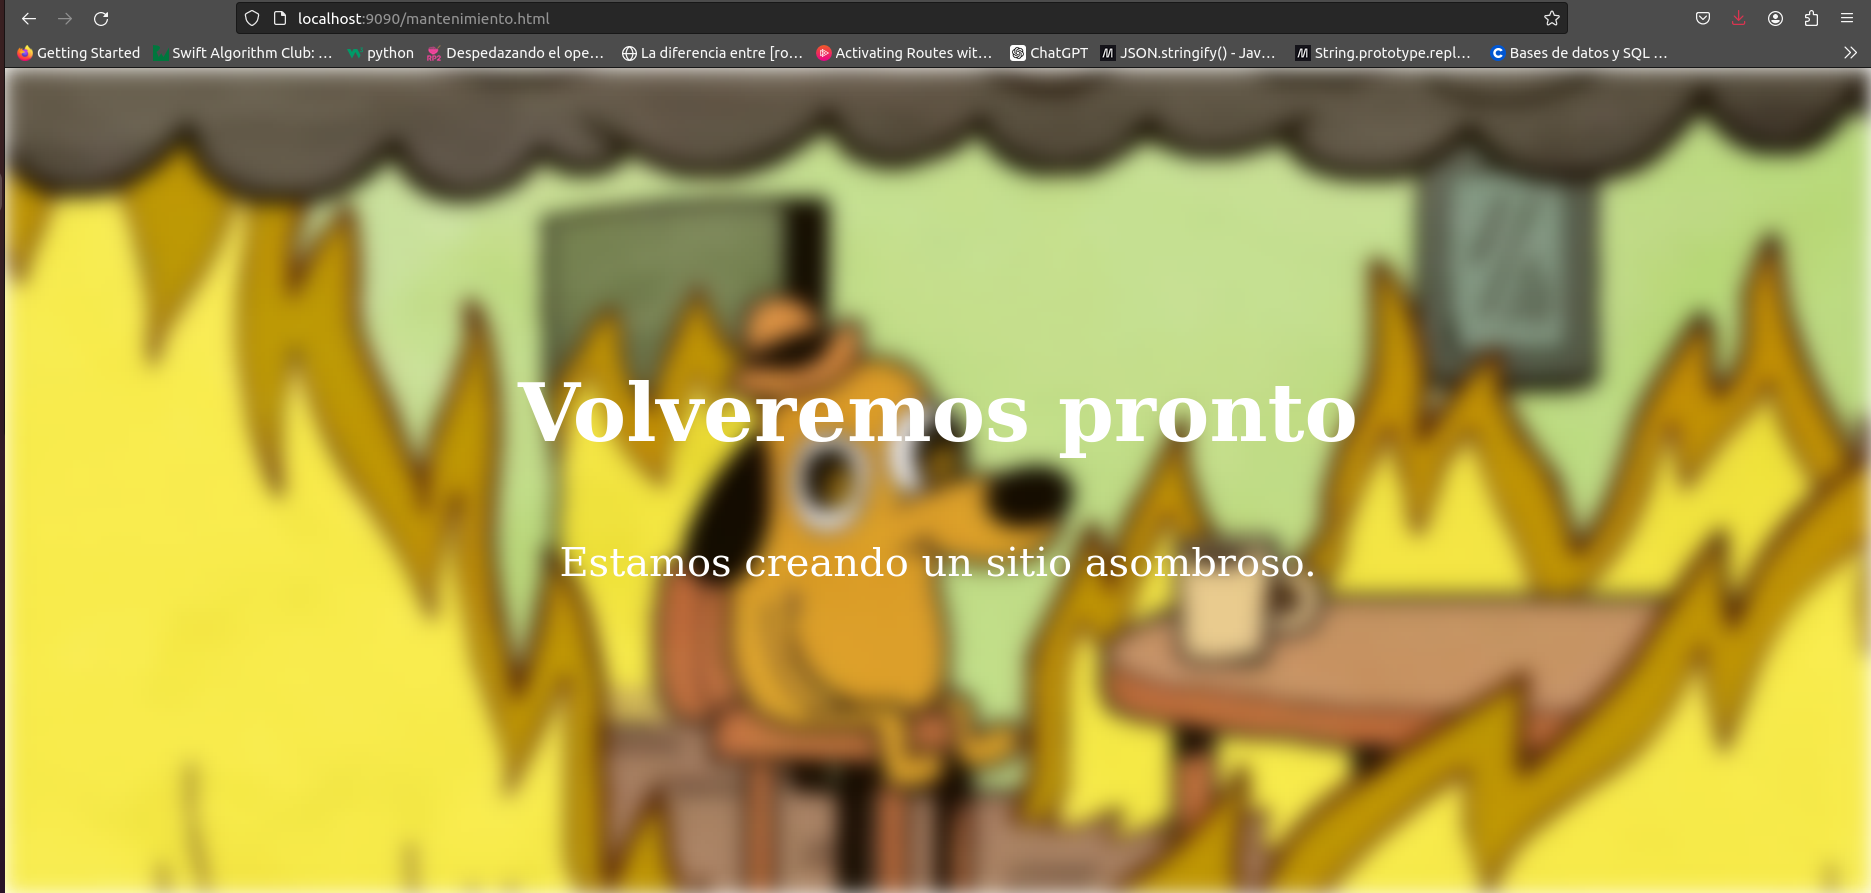 localhost:9090/mantenimiento.html
Getting Started Swift Algorithm Club: ... python Despedazando el ope... La diferencia entre [ro... Activating Routes wit... ChatGPT JSON.stringify() - Jav... String.prototype.repl... Bases de datos y SQL ...
Volveremos pronto
Estamos creando un sitio asombroso.